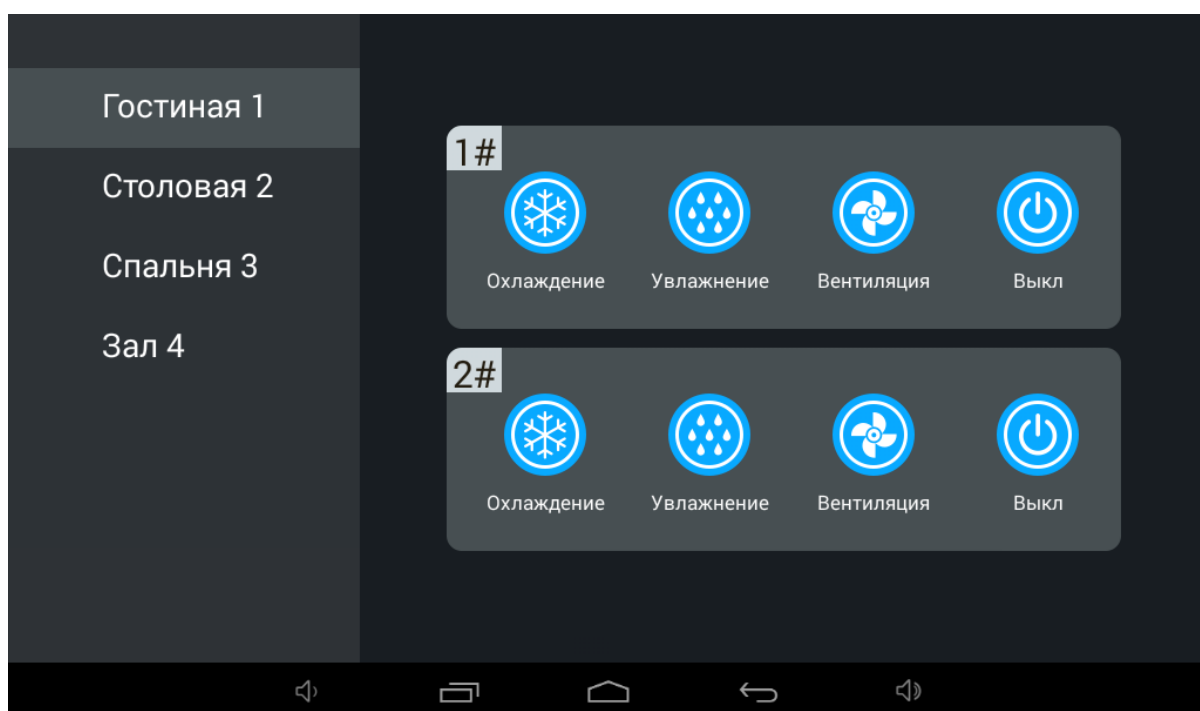 Гостиная 1
Столовая 2
Спальня 3
Зал 4
1#
Охлаждение Увлажнение Вентиляция Выкл
2#
Охлаждение Увлажнение Вентиляция Выкл